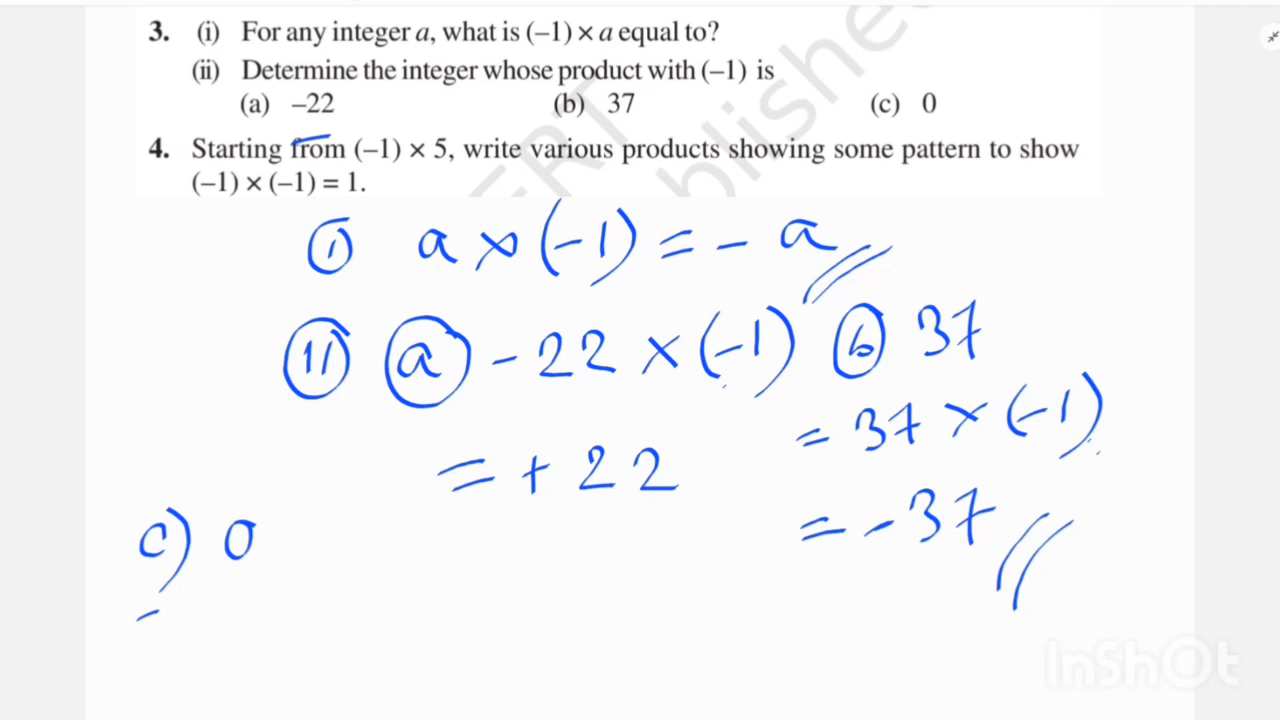 3. (i) For any integer a, what is (–1) × a equal to?
(ii) Determine the integer whose product with (–1) is
(a) –22 (b) 37 (c) 0
4. Starting from (–1) × 5, write various products showing some pattern to show
(–1) × (–1) = 1.
(i) a × (-1) = - a
(ii) (a) - 22 × (-1) (b) 37
= 37 × (-1)
= + 22
= - 37
c) 0
InShOt